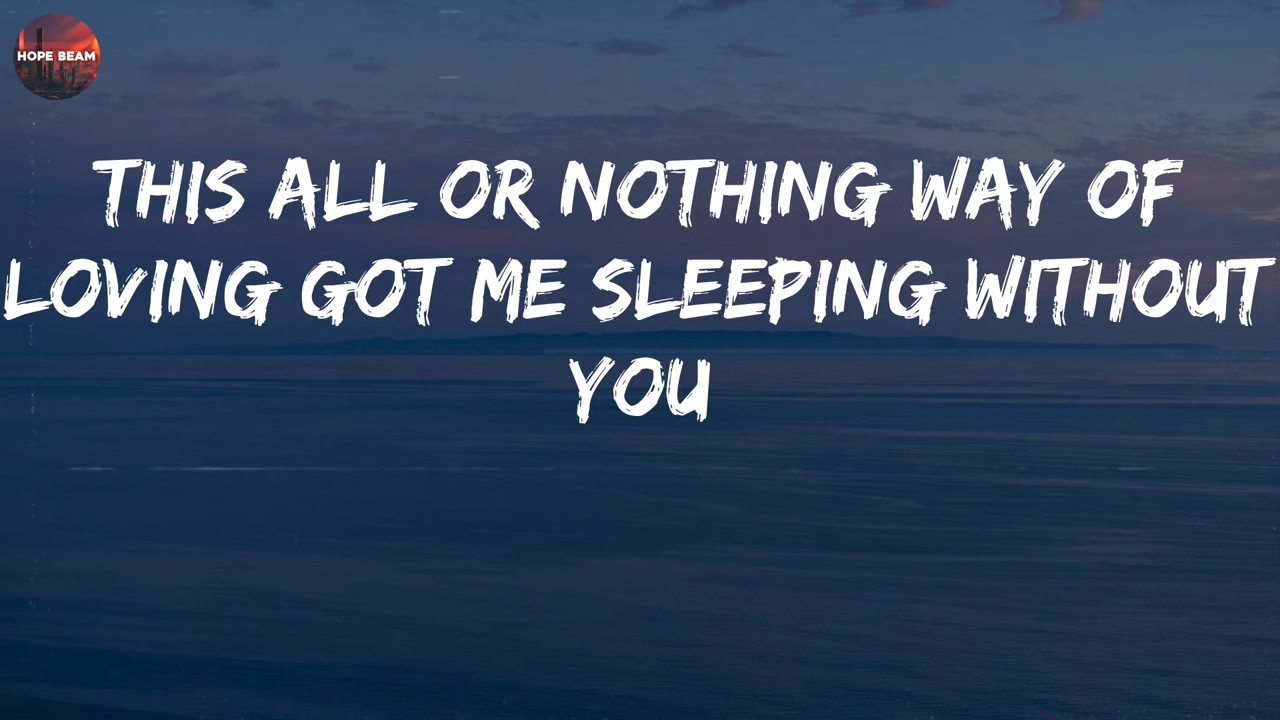 HOPE BEAM
THIS ALL OR NOTHING WAY OF
LOVING GOT ME SLEEPING WITHOUT
YOU